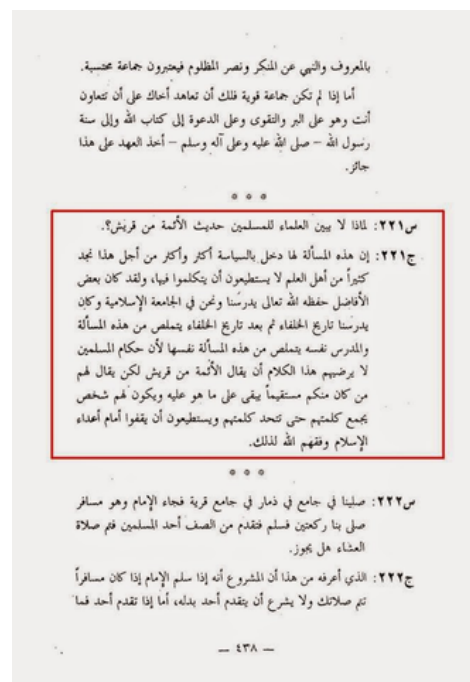 بالمعروف والنهي عن المنكر ونصر المظلوم فيعتبرون جماعة محتسبة.
أما إذا لم تكن جماعة قوية فلك أن تعاهد أخاك على أن تتعاون
أنت وهو على البر والتقوى وعلى الدعوة إلى كتاب الله وإلى سنة
رسول الله – صلى الله عليه وعلى آله وسلم – أخذ العهد على هذا
جائز.
* * *
س٢٢١: لماذا لا يبين العلماء للمسلمين حديث الأئمة من قريش؟.
ج٢٢١: إن هذه المسألة لها دخل بالسياسة أكثر وأكثر من أجل هذا نجد
كثيراً من أهل العلم لا يستطيعون أن يتكلموا فيها، ولقد كان بعض
الأفاضل حفظه الله تعالى يدرسنا ونحن في الجامعة الإسلامية وكان
يدرسنا تاريخ الخلفاء ثم بعد تاريخ الخلفاء يتملص من هذه المسألة
والمدرس نفسه يتملص من هذه المسألة نفسها لأن حكام المسلمين
لا يرضيهم هذا الكلام أن يقال الأئمة من قريش لكن يقال لهم
من كان منكم مستقيماً يبقى على ما هو عليه ويكون لهم شخص
يجمع كلمتهم حتى تتحد كلمتهم ويستطيعون أن يقفوا أمام أعداء
الإسلام وفقهم الله لذلك.
* * *
س٢٢٢: صلينا في جامع في ذمار في جامع قرية فجاء الإمام وهو مسافر
صلى بنا ركعتين فسلم فتقدم من الصف أحد المسلمين فتم صلاة
العشاء هل يجوز.
ج٢٢٢: الذي أعرفه من هذا أن المشروع أنه إذا سلم الإمام إذا كان مسافراً
تتم صلاتك ولا يشرع أن يتقدم أحد بدله، أما إذا تقدم أحد فما
— ٤٣٨ —